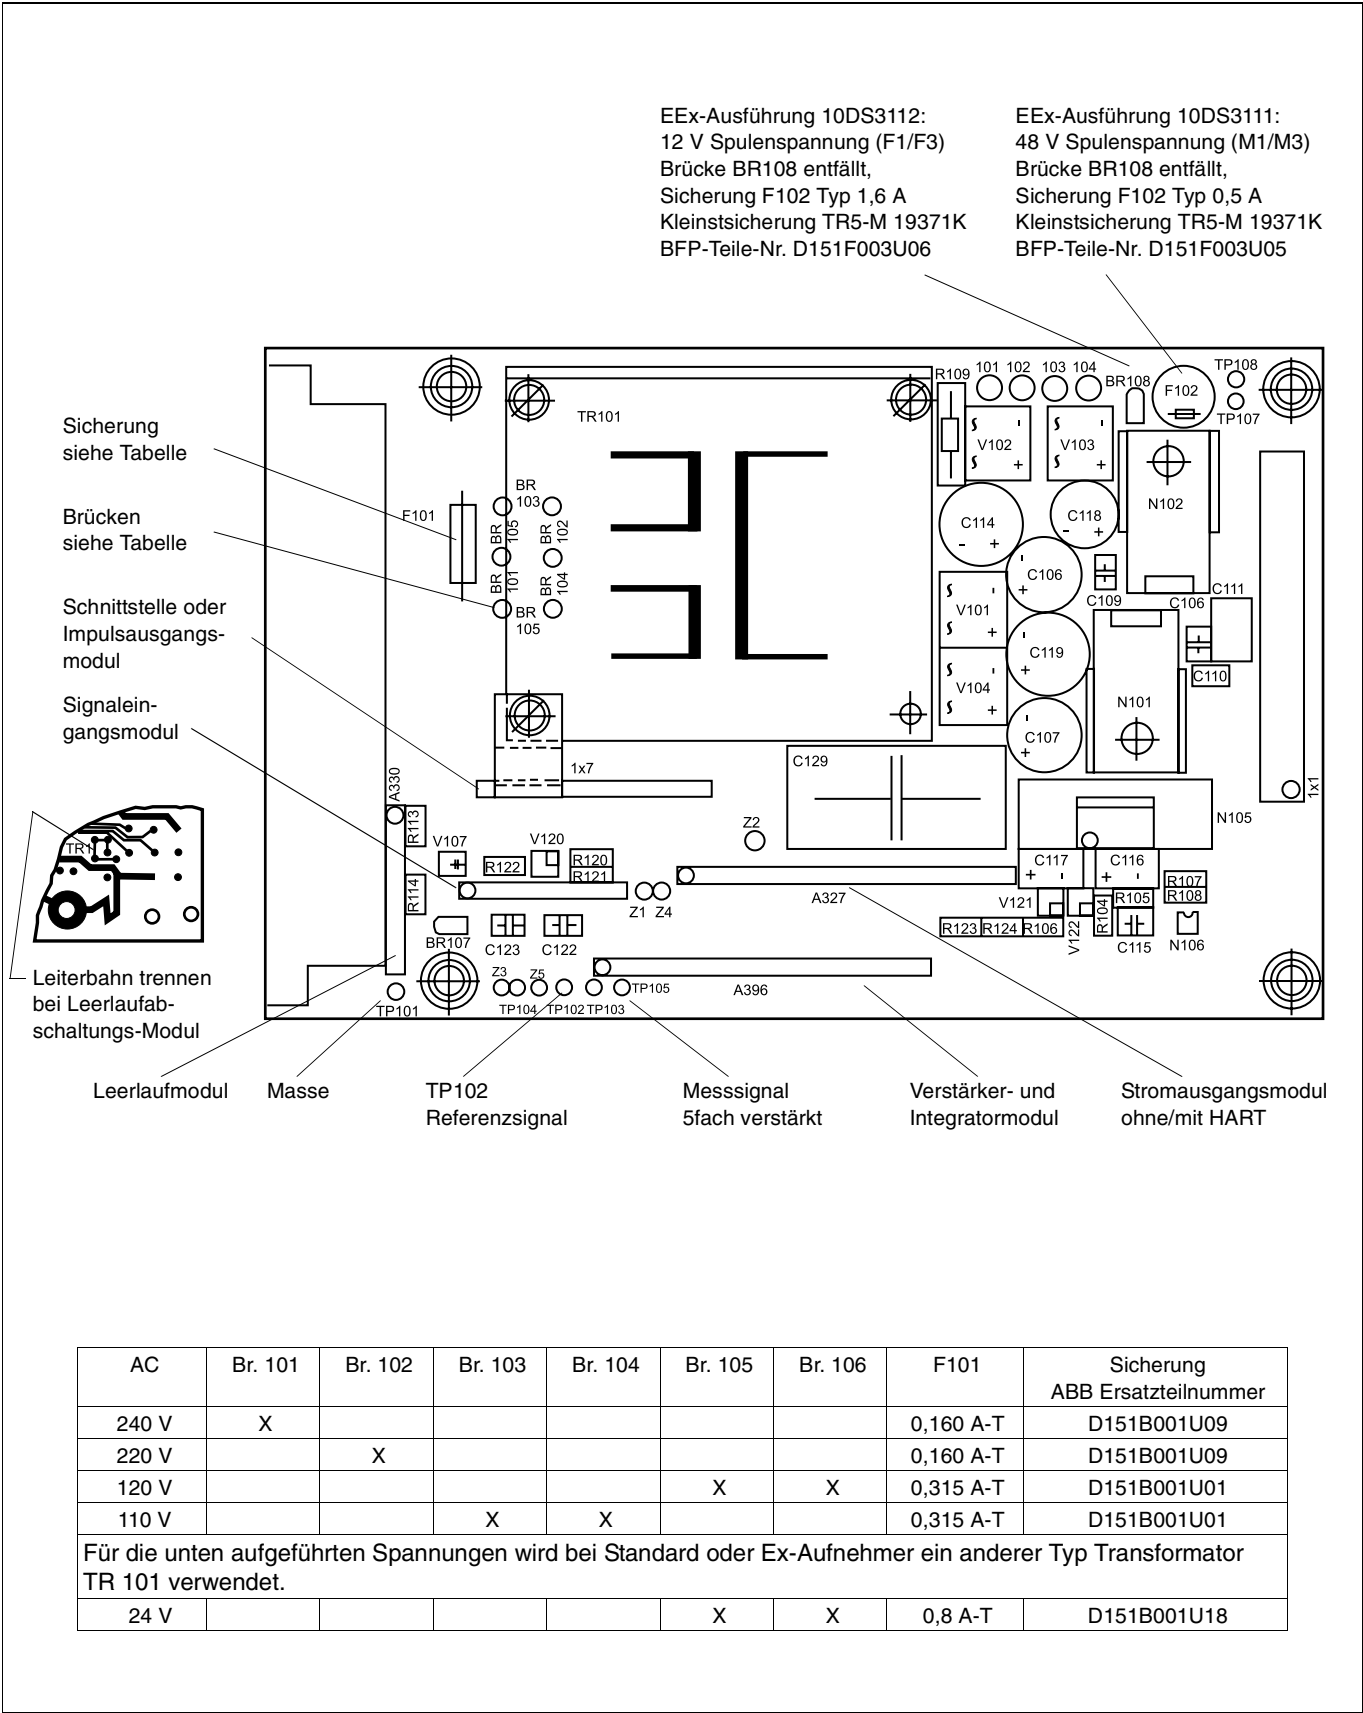 EEx-Ausführung 10DS3112:
12 V Spulenspannung (F1/F3)
Brücke BR108 entfällt,
Sicherung F102 Typ 1,6 A
Kleinstsicherung TR5-M 19371K
BFP-Teile-Nr. D151F003U06
EEx-Ausführung 10DS3111:
48 V Spulenspannung (M1/M3)
Brücke BR108 entfällt,
Sicherung F102 Typ 0,5 A
Kleinstsicherung TR5-M 19371K
BFP-Teile-Nr. D151F003U05
Sicherung
siehe Tabelle
Brücken
siehe Tabelle
Schnittstelle oder
Impulsausgangs-
modul
Signalein-
gangsmodul
TR1
Leiterbahn trennen
bei Leerlaufab-
schaltungs-Modul
R109
101 102 103 104
BR108
F102
TP108
TP107
TR101
V102
V103
N102
F101
BR
103
BR
105
BR
102
BR
101
BR
104
BR
105
C114
C118
C106
C109
C106
C111
V101
C119
C110
V104
N101
C107
1x7
C129
1x1
A330
R113
N105
Z2
V107
V120
R122
R120
R121
C117
C116
R107
R108
R114
A327
Z1 Z4
V121
V122
R104
R105
R123
R124
R106
C115
N106
BR107
C123
C122
Z3
Z5
TP105
A396
TP101
TP104
TP102
TP103
Leerlaufmodul
Masse
TP102
Referenzsignal
Messsignal
5fach verstärkt
Verstärker- und
Integratormodul
Stromausgangsmodul
ohne/mit HART
AC Br. 101 Br. 102 Br. 103 Br. 104 Br. 105 Br. 106 F101 Sicherung
ABB Ersatzteilnummer
240 V X 0,160 A-T D151B001U09
220 V X 0,160 A-T D151B001U09
120 V X X 0,315 A-T D151B001U01
110 V X X 0,315 A-T D151B001U01
Für die unten aufgeführten Spannungen wird bei Standard oder Ex-Aufnehmer ein anderer Typ Transformator
TR 101 verwendet.
24 V X X 0,8 A-T D151B001U18